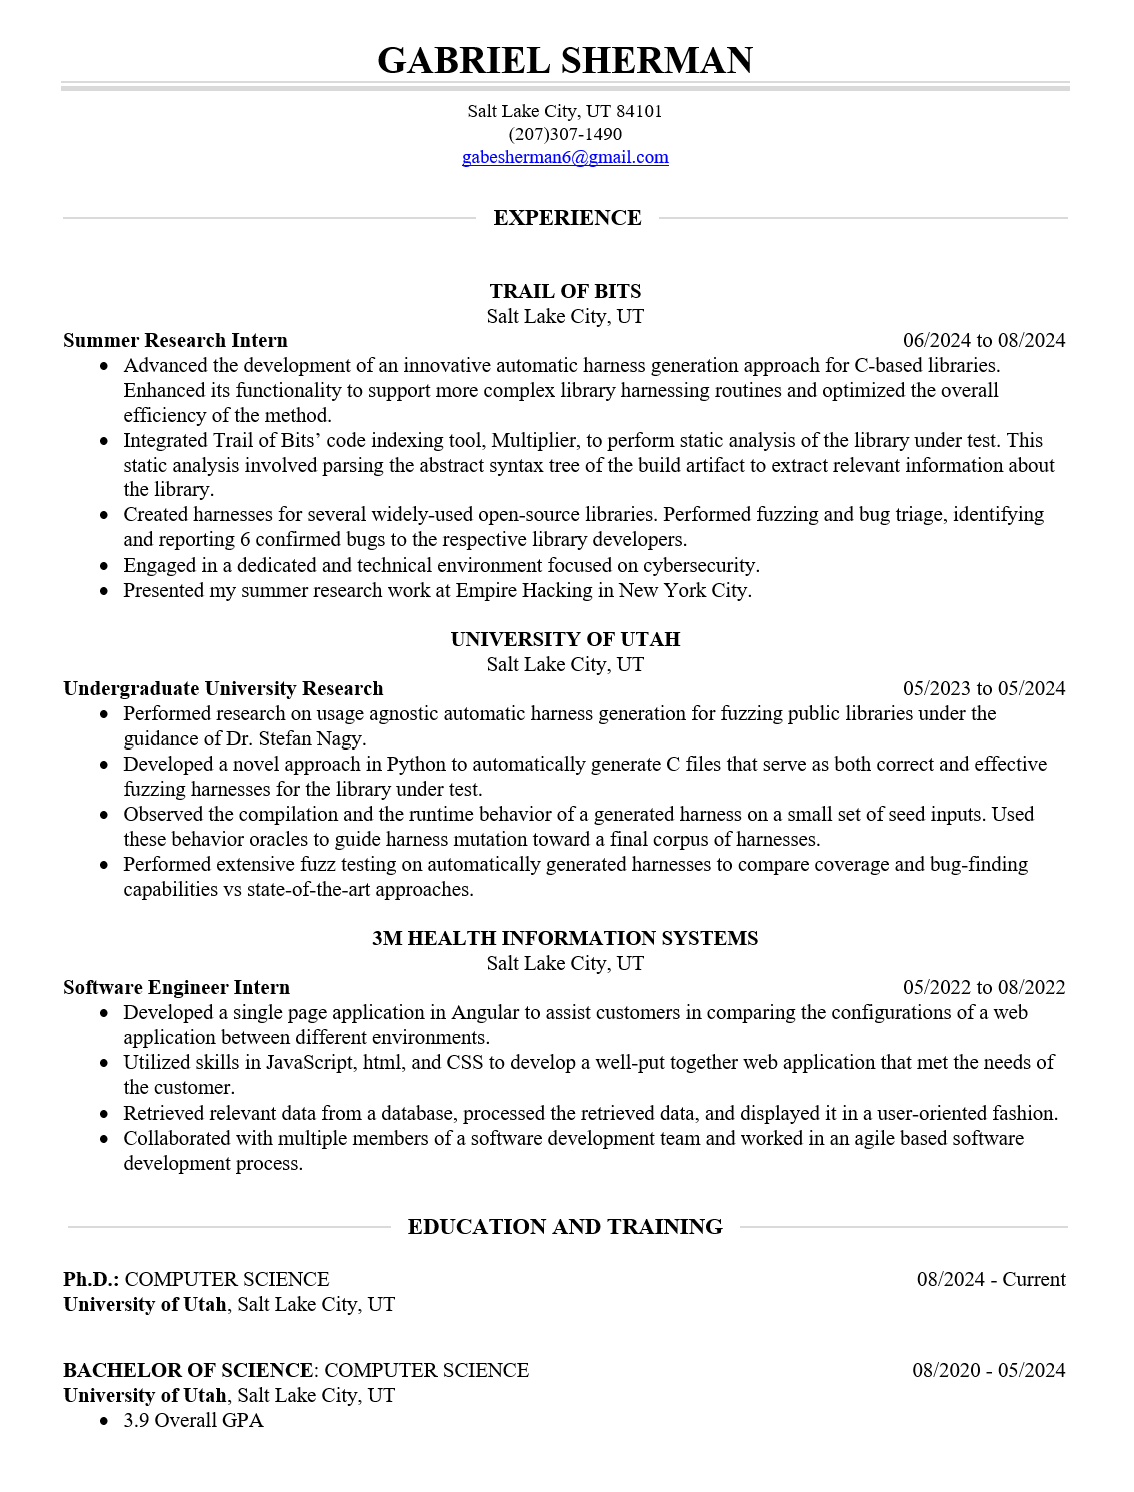 GABRIEL SHERMAN
Salt Lake City, UT 84101
(207)307-1490
gabesherman6@gmail.com
EXPERIENCE
TRAIL OF BITS
Salt Lake City, UT
Summer Research Intern 06/2024 to 08/2024
• Advanced the development of an innovative automatic harness generation approach for C-based libraries.
Enhanced its functionality to support more complex library harnessing routines and optimized the overall
efficiency of the method.
• Integrated Trail of Bits’ code indexing tool, Multiplier, to perform static analysis of the library under test. This
static analysis involved parsing the abstract syntax tree of the build artifact to extract relevant information about
the library.
• Created harnesses for several widely-used open-source libraries. Performed fuzzing and bug triage, identifying
and reporting 6 confirmed bugs to the respective library developers.
• Engaged in a dedicated and technical environment focused on cybersecurity.
• Presented my summer research work at Empire Hacking in New York City.
UNIVERSITY OF UTAH
Salt Lake City, UT
Undergraduate University Research 05/2023 to 05/2024
• Performed research on usage agnostic automatic harness generation for fuzzing public libraries under the
guidance of Dr. Stefan Nagy.
• Developed a novel approach in Python to automatically generate C files that serve as both correct and effective
fuzzing harnesses for the library under test.
• Observed the compilation and the runtime behavior of a generated harness on a small set of seed inputs. Used
these behavior oracles to guide harness mutation toward a final corpus of harnesses.
• Performed extensive fuzz testing on automatically generated harnesses to compare coverage and bug-finding
capabilities vs state-of-the-art approaches.
3M HEALTH INFORMATION SYSTEMS
Salt Lake City, UT
Software Engineer Intern 05/2022 to 08/2022
• Developed a single page application in Angular to assist customers in comparing the configurations of a web
application between different environments.
• Utilized skills in JavaScript, html, and CSS to develop a well-put together web application that met the needs of
the customer.
• Retrieved relevant data from a database, processed the retrieved data, and displayed it in a user-oriented fashion.
• Collaborated with multiple members of a software development team and worked in an agile based software
development process.
EDUCATION AND TRAINING
Ph.D.: COMPUTER SCIENCE 08/2024 - Current
University of Utah, Salt Lake City, UT
BACHELOR OF SCIENCE: COMPUTER SCIENCE 08/2020 - 05/2024
University of Utah, Salt Lake City, UT
• 3.9 Overall GPA